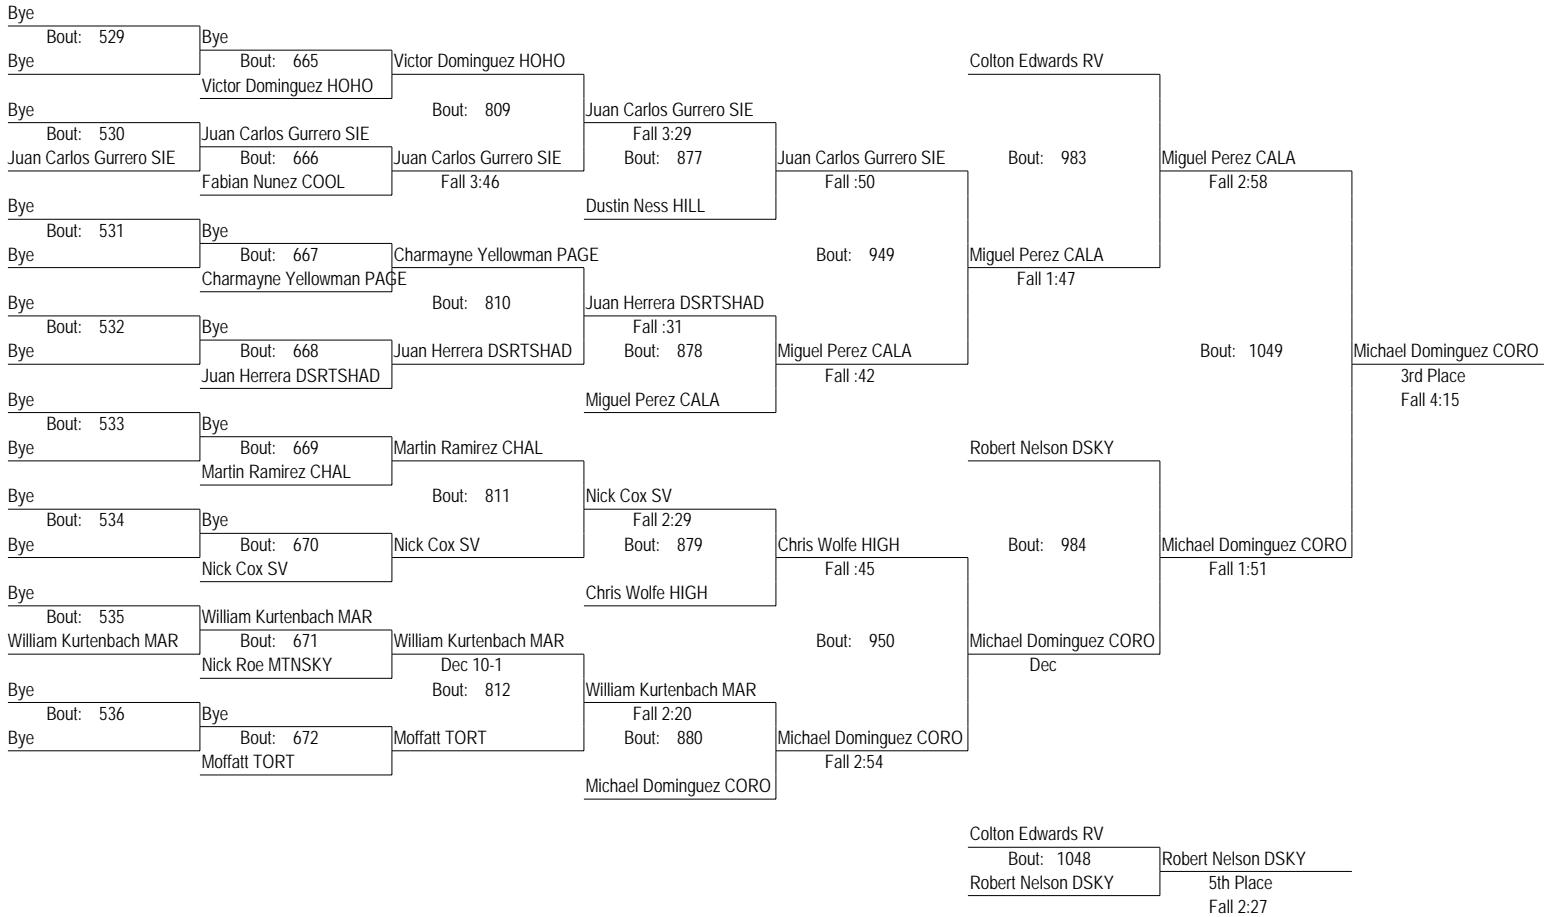 Bye
Bout: 529
Bye
Bye
Bout: 665
Victor Dominguez HOHO
Victor Dominguez HOHO
Bout: 809
Bye
Bout: 530
Juan Carlos Gurrero SIE
Juan Carlos Gurrero SIE
Bout: 666
Fabian Nunez COOL
Juan Carlos Gurrero SIE
Fall 3:46
Juan Carlos Gurrero SIE
Fall 3:29
Bout: 877
Dustin Ness HILL
Juan Carlos Gurrero SIE
Fall :50
Bye
Bout: 531
Bye
Bye
Bout: 667
Charmayne Yellowman PAGE
Charmayne Yellowman PAGE
Bout: 810
Bye
Bout: 532
Bye
Bye
Bout: 668
Juan Herrera DSRTSHAD
Juan Herrera DSRTSHAD
Juan Herrera DSRTSHAD
Fall :31
Bout: 878
Miguel Perez CALA
Miguel Perez CALA
Fall :42
Bout: 949
Colton Edwards RV
Bout: 983
Miguel Perez CALA
Fall 1:47
Miguel Perez CALA
Fall 2:58
Bye
Bout: 533
Bye
Bye
Bout: 669
Martin Ramirez CHAL
Martin Ramirez CHAL
Bout: 811
Bye
Bout: 534
Bye
Bye
Bout: 670
Nick Cox SV
Nick Cox SV
Nick Cox SV
Fall 2:29
Bout: 879
Chris Wolfe HIGH
Chris Wolfe HIGH
Fall :45
Bye
Bout: 535
William Kurtenbach MAR
William Kurtenbach MAR
Bout: 671
Nick Roe MTNSKY
William Kurtenbach MAR
Dec 10-1
Bout: 812
Bye
Bout: 536
Bye
Bye
Bout: 672
Moffatt TORT
Moffatt TORT
William Kurtenbach MAR
Fall 2:20
Bout: 880
Michael Dominguez CORO
Michael Dominguez CORO
Fall 2:54
Bout: 950
Robert Nelson DSKY
Bout: 984
Michael Dominguez CORO
Dec
Michael Dominguez CORO
Fall 1:51
Bout: 1049
Michael Dominguez CORO
3rd Place
Fall 4:15
Colton Edwards RV
Bout: 1048
Robert Nelson DSKY
Robert Nelson DSKY
5th Place
Fall 2:27